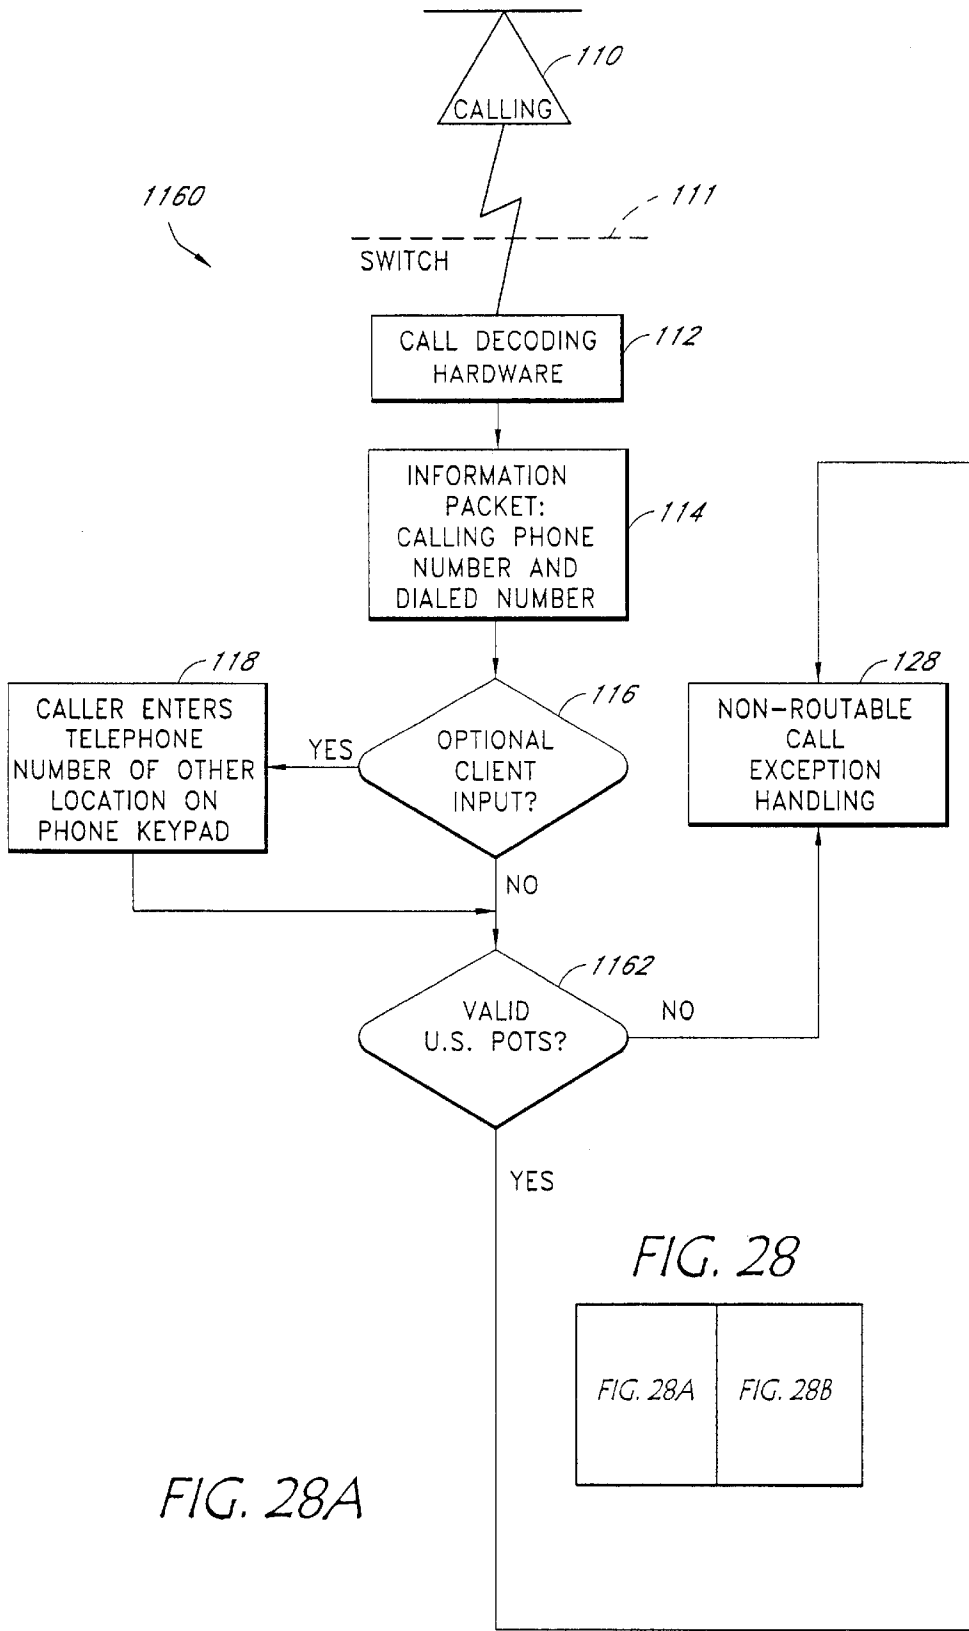 110
CALLING
1160
111
SWITCH
CALL DECODING
HARDWARE
112
INFORMATION
PACKET:
CALLING PHONE
NUMBER AND
DIALED NUMBER
114
118
CALLER ENTERS
TELEPHONE
NUMBER OF OTHER
LOCATION ON
PHONE KEYPAD
YES
116
OPTIONAL
CLIENT
INPUT?
NO
128
NON-ROUTABLE
CALL
EXCEPTION
HANDLING
1162
VALID
U.S. POTS?
NO
YES
FIG. 28
FIG. 28A
FIG. 28B
FIG. 28A